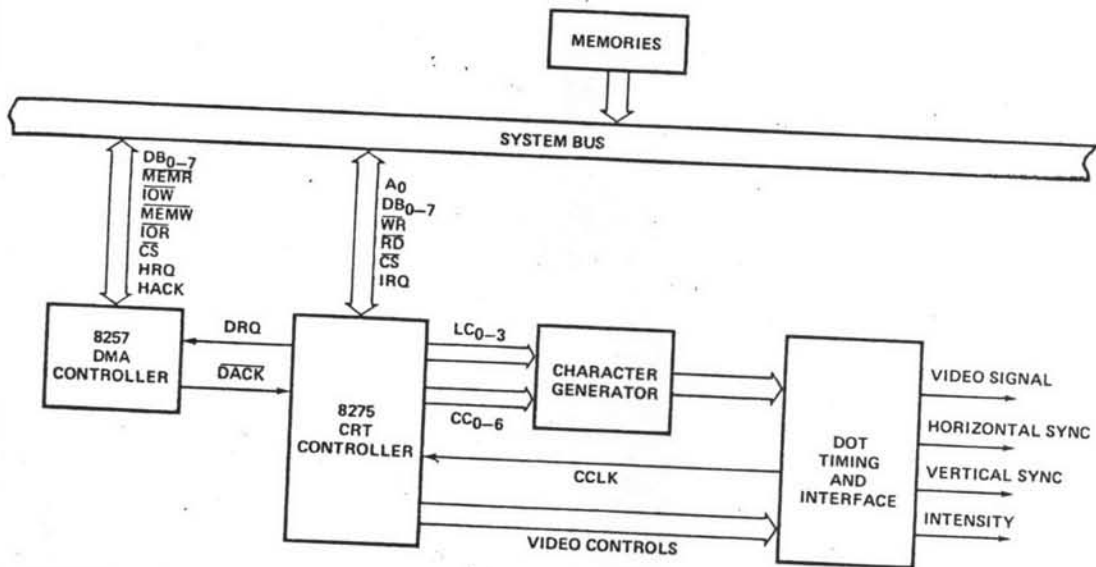 MEMORIES
SYSTEM BUS
DB0–7
MEMR
IOW
MEMW
IOR
CS
HRQ
HACK
A0
DB0–7
WR
RD
CS
IRQ
8257
DMA
CONTROLLER
DRQ
DACK
8275
CRT
CONTROLLER
LC0–3
CC0–6
CHARACTER
GENERATOR
CCLK
VIDEO CONTROLS
DOT
TIMING
AND
INTERFACE
VIDEO SIGNAL
HORIZONTAL SYNC
VERTICAL SYNC
INTENSITY